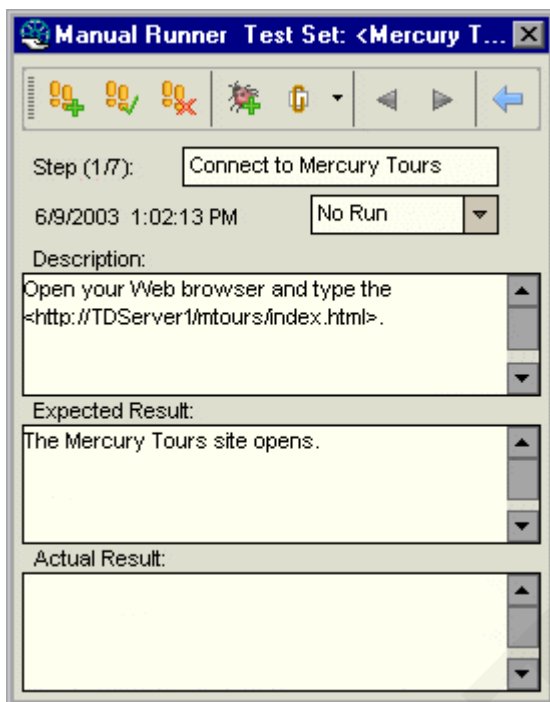 Manual Runner Test Set: <Mercury T...
Step (1/7):
Connect to Mercury Tours
6/9/2003 1:02:13 PM
No Run
Description:
Open your Web browser and type the
<http://TDServer1/mtours/index.html>.
Expected Result:
The Mercury Tours site opens.
Actual Result: